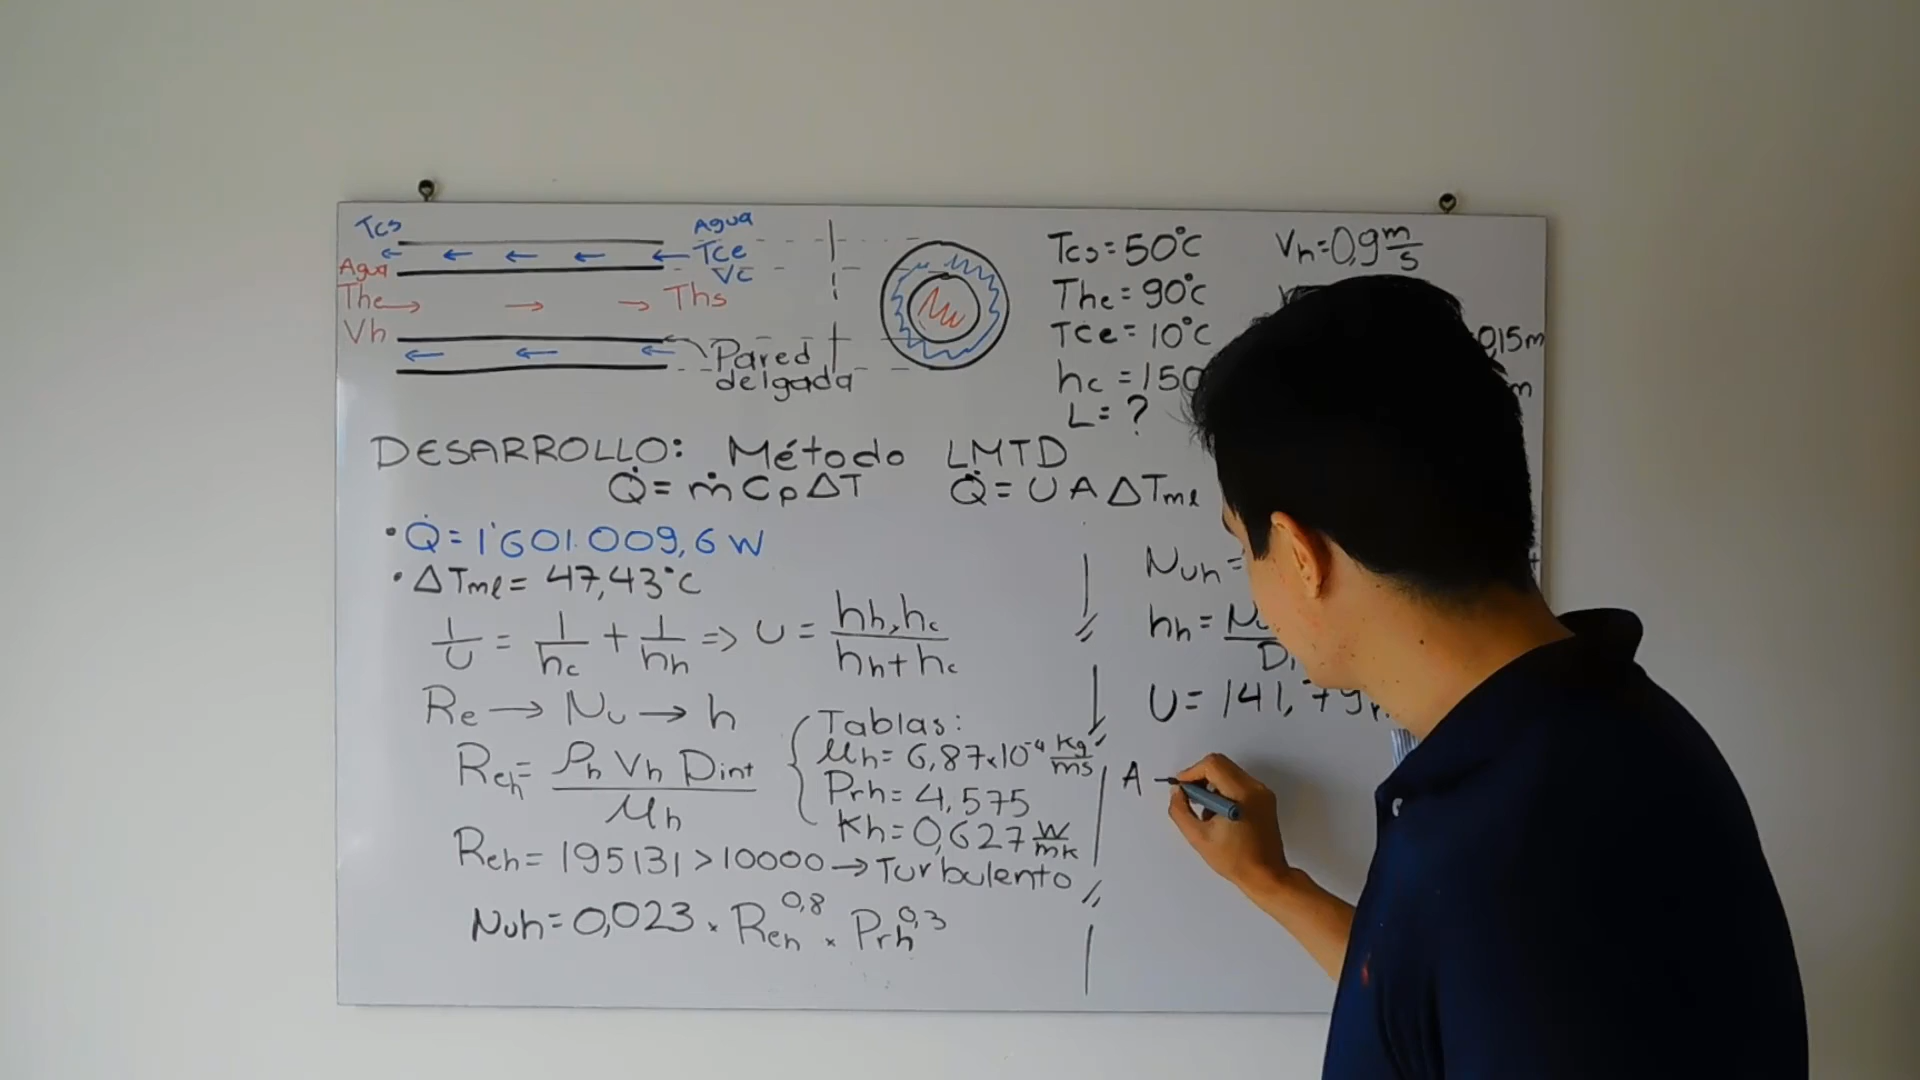 Tcs
Agua
Tce
Vc
Agua
The
Ths
Vh
Pared
delgada
Tcs = 50°C
The = 90°C
Tce = 10°C
hc = 150
L = ?
Vh = 0,9 m/s
0,15m
m
DESARROLLO: Método LMTD
Q̇ = ṁ Cp ΔT Q̇ = U A ΔTml
• Q̇ = 1'601.009,6 W
• ΔTml = 47,43°C
1/U = 1/hc + 1/hh => U = hh.hc/hh+hc
Re → Nu → h
Reh = ρh Vh Dint/μh
Tablas:
μh = 6,87x10⁻⁴ kg/ms
Prh = 4,575
Kh = 0,627 W/mK
Reh = 195131 > 10000 → Turbulento
Nuh = 0,023 × Reh^0,8 × Prh^0,3
Nuh =
hh =
U = 141,79
A